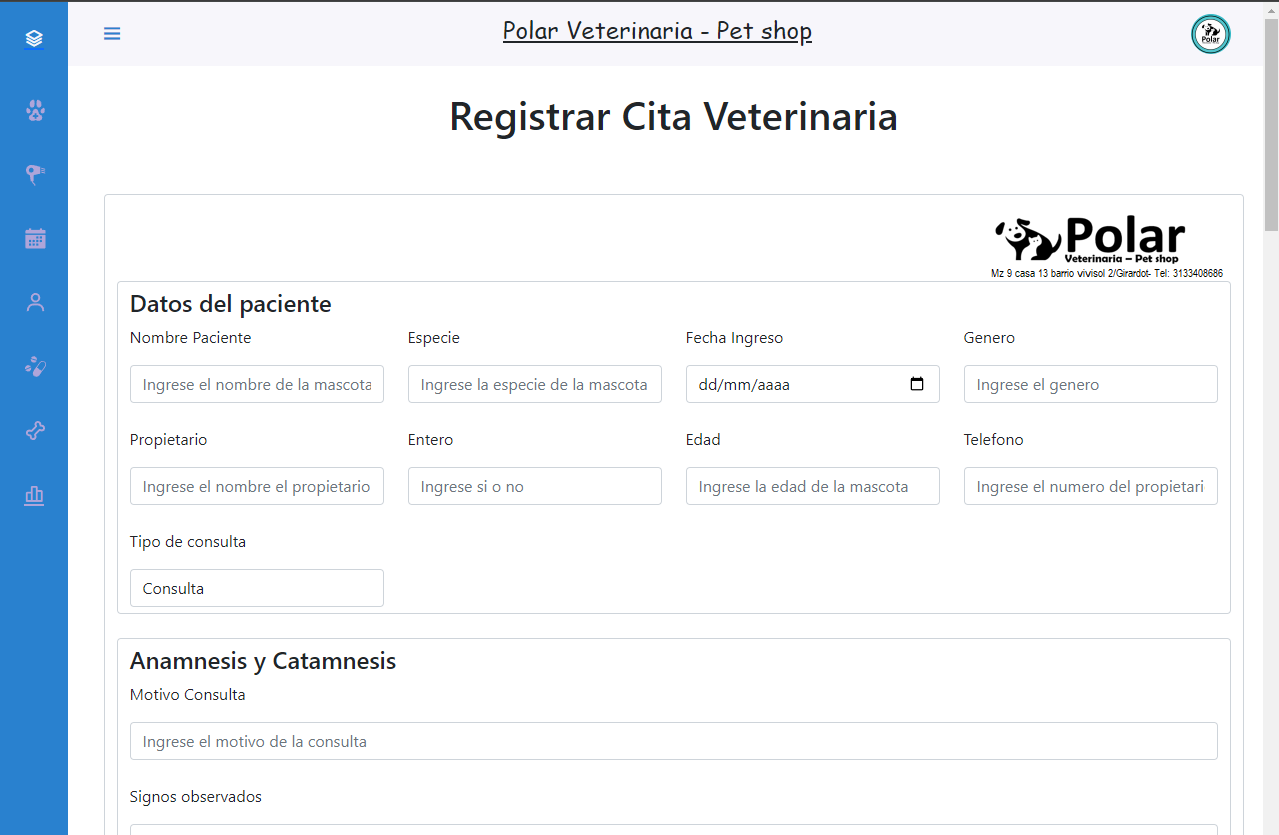 Polar Veterinaria - Pet shop
Polar
Registrar Cita Veterinaria
Polar
Veterinaria – Pet shop
Mz 9 casa 13 barrio vivisol 2/Girardot- Tel: 3133408686
Datos del paciente
Nombre Paciente Especie Fecha Ingreso Genero
Ingrese el nombre de la mascota Ingrese la especie de la mascota dd/mm/aaaa Ingrese el genero
Propietario Entero Edad Telefono
Ingrese el nombre el propietario Ingrese si o no Ingrese la edad de la mascota Ingrese el numero del propietari
Tipo de consulta
Consulta
Anamnesis y Catamnesis
Motivo Consulta
Ingrese el motivo de la consulta
Signos observados